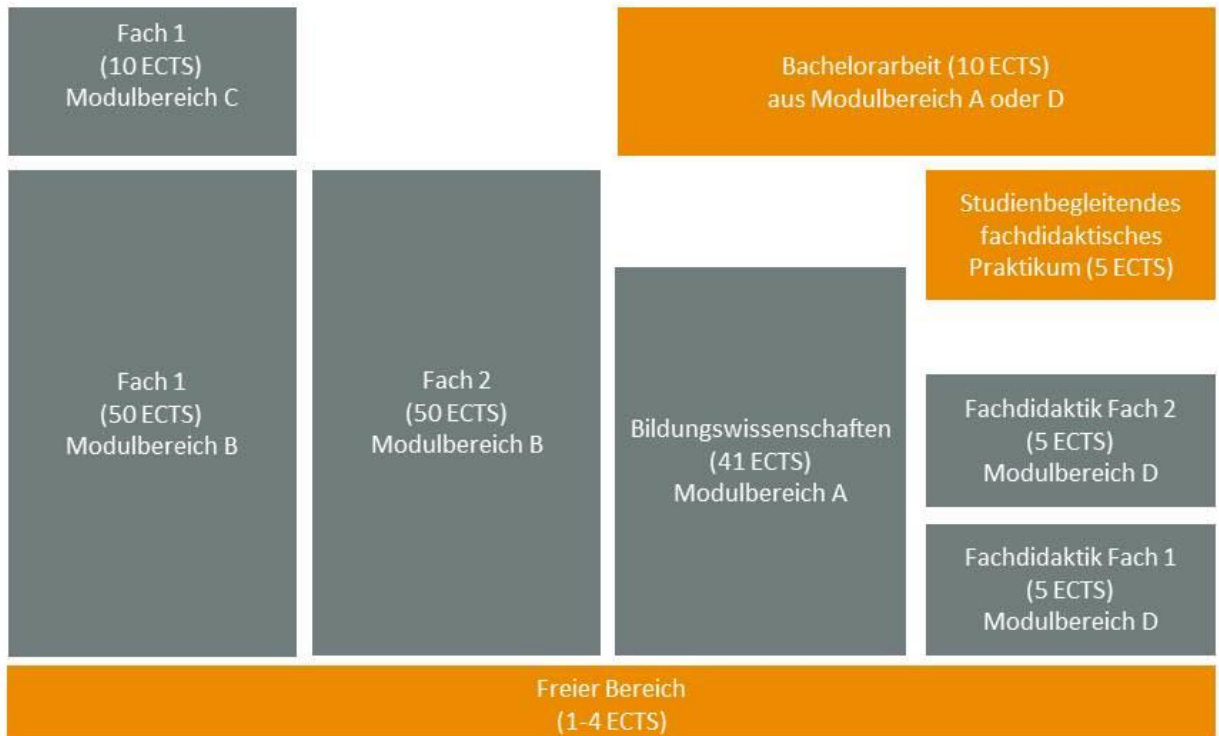 Fach 1
(10 ECTS)
Modulbereich C
Bachelorarbeit (10 ECTS)
aus Modulbereich A oder D
Fach 1
(50 ECTS)
Modulbereich B
Fach 2
(50 ECTS)
Modulbereich B
Bildungswissenschaften
(41 ECTS)
Modulbereich A
Studienbegleitendes
fachdidaktisches
Praktikum (5 ECTS)
Fachdidaktik Fach 2
(5 ECTS)
Modulbereich D
Fachdidaktik Fach 1
(5 ECTS)
Modulbereich D
Freier Bereich
(1-4 ECTS)